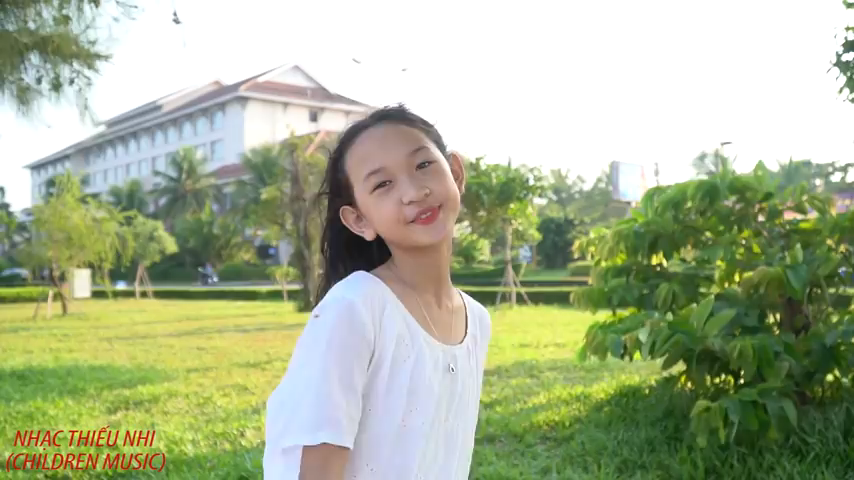 NHẠC THIẾU NHI
(CHILDREN MUSIC)